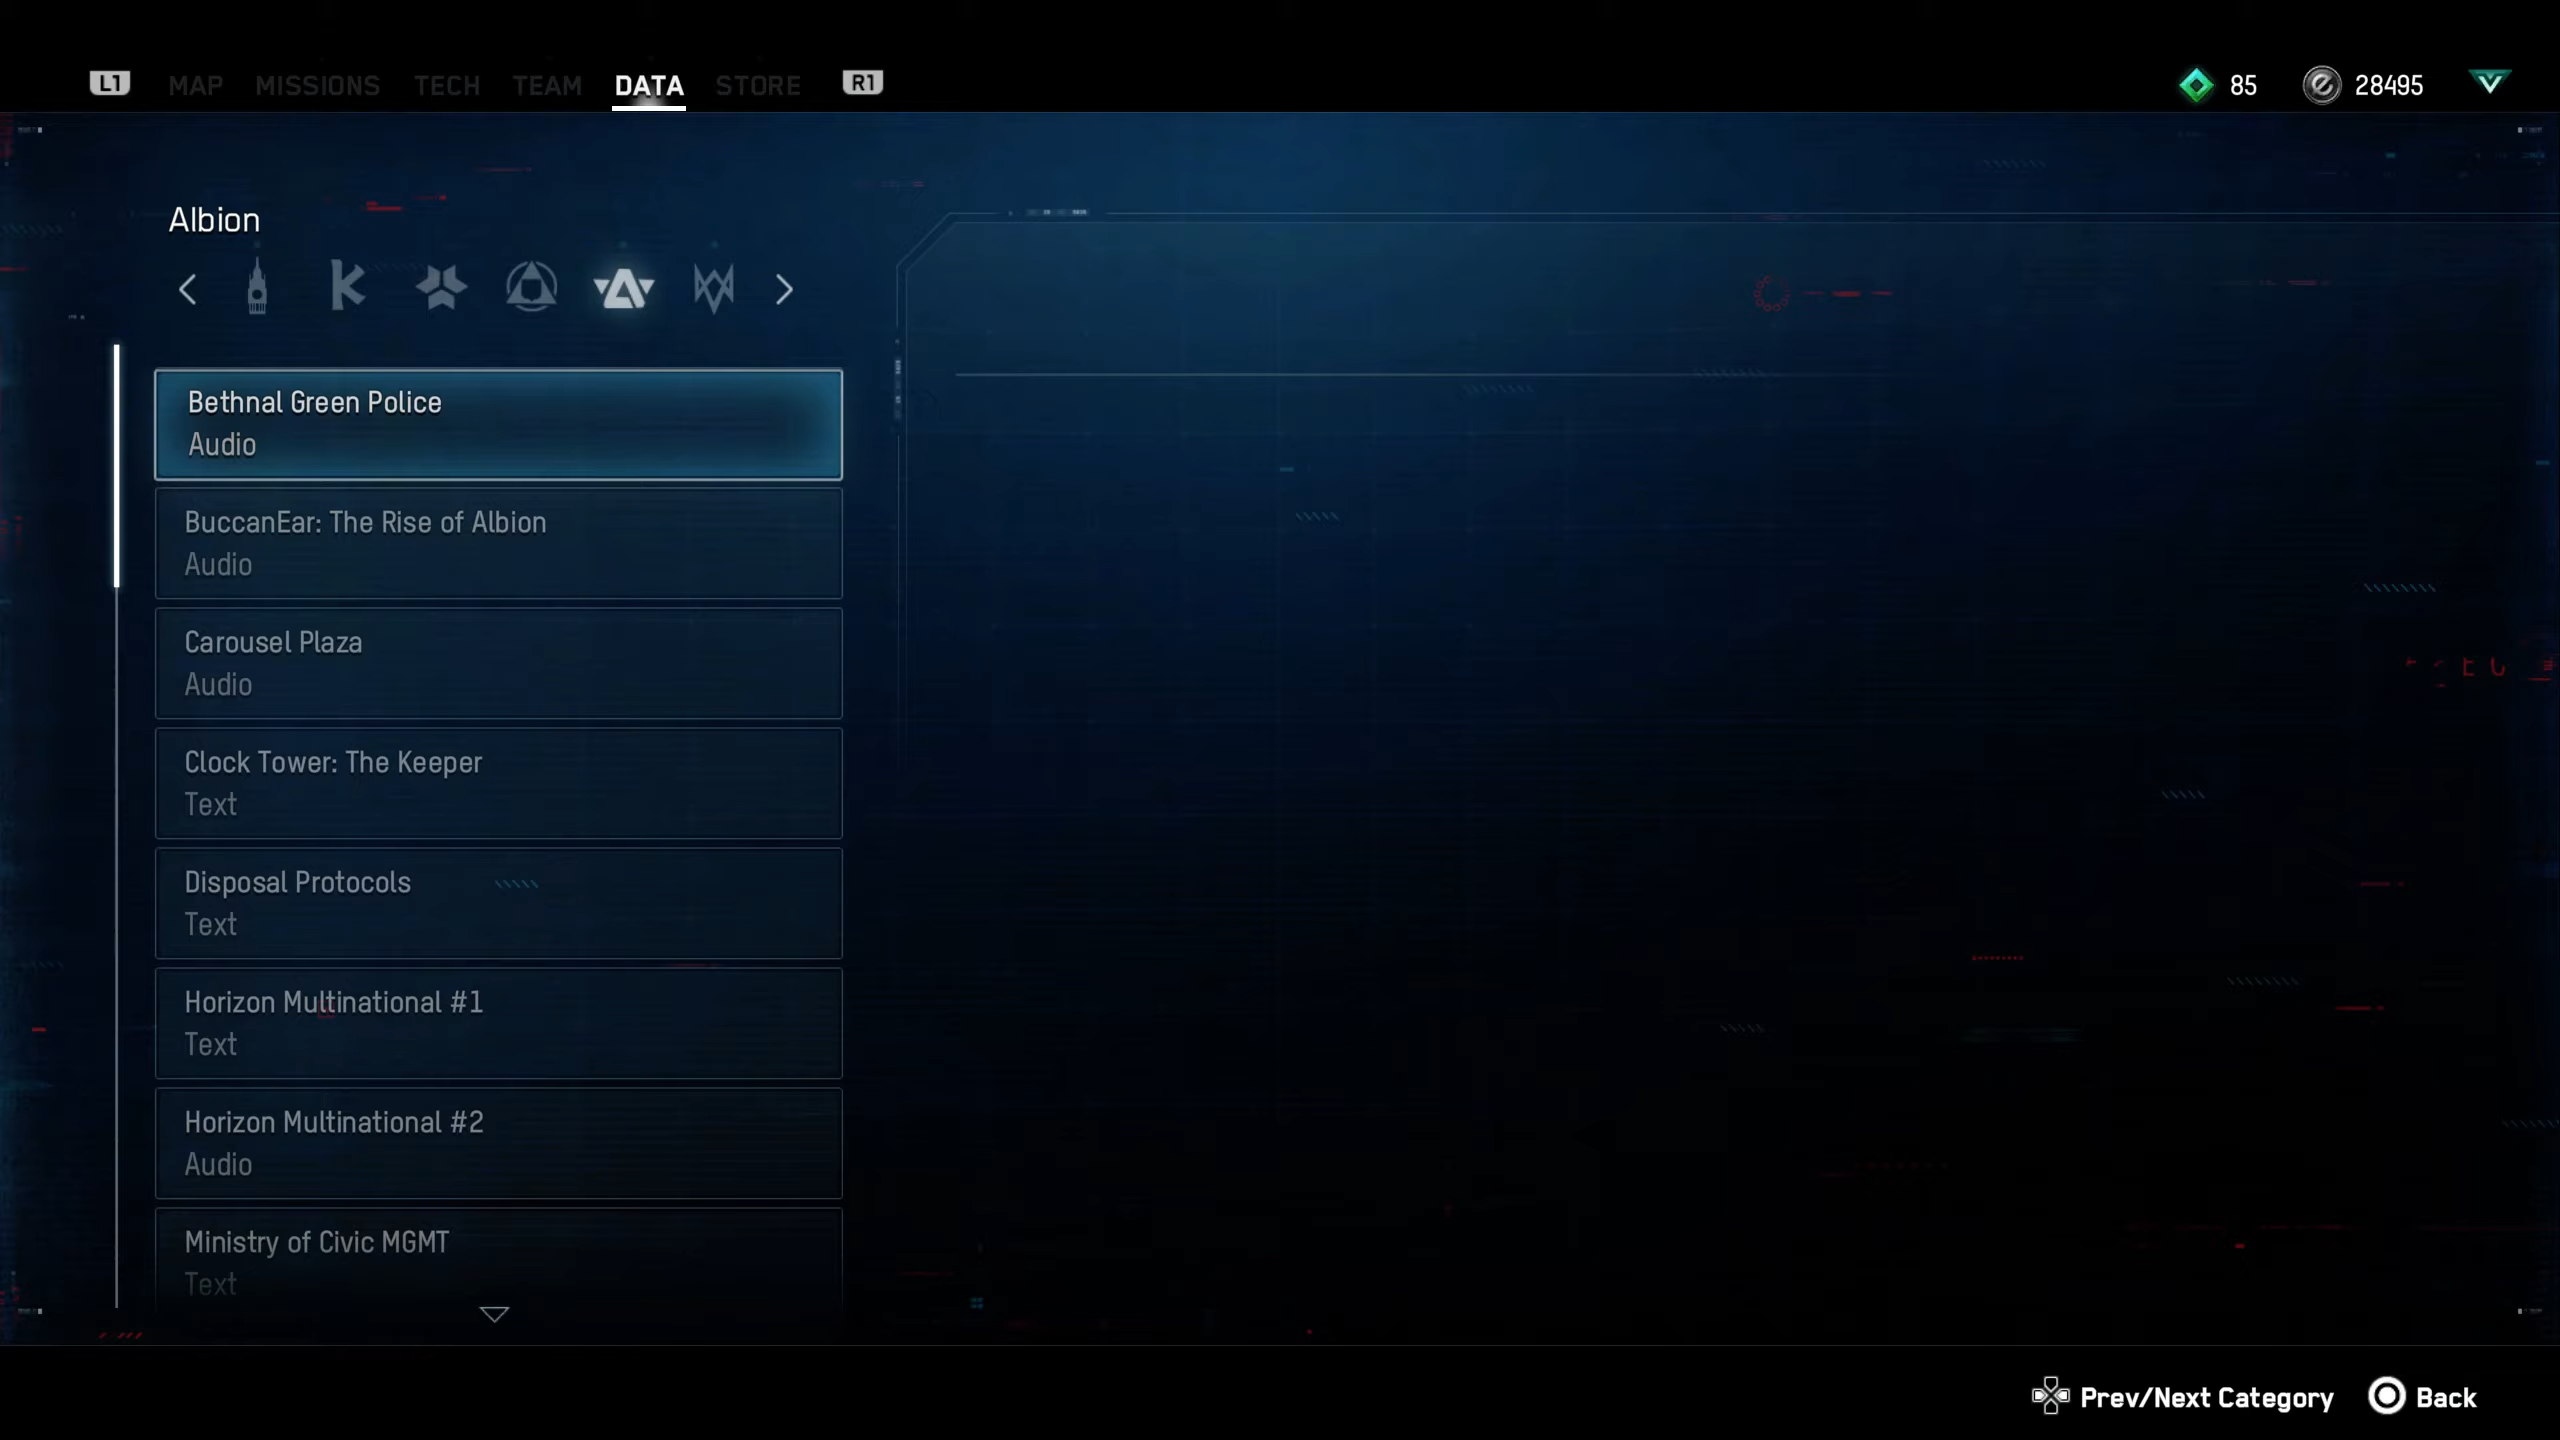 L1 MAP MISSIONS TECH TEAM DATA STORE R1 85 28495
Albion
Bethnal Green Police
Audio
BuccanEar: The Rise of Albion
Audio
Carousel Plaza
Audio
Clock Tower: The Keeper
Text
Disposal Protocols
Text
Horizon Multinational #1
Text
Horizon Multinational #2
Audio
Ministry of Civic MGMT
Text
Prev/Next Category Back